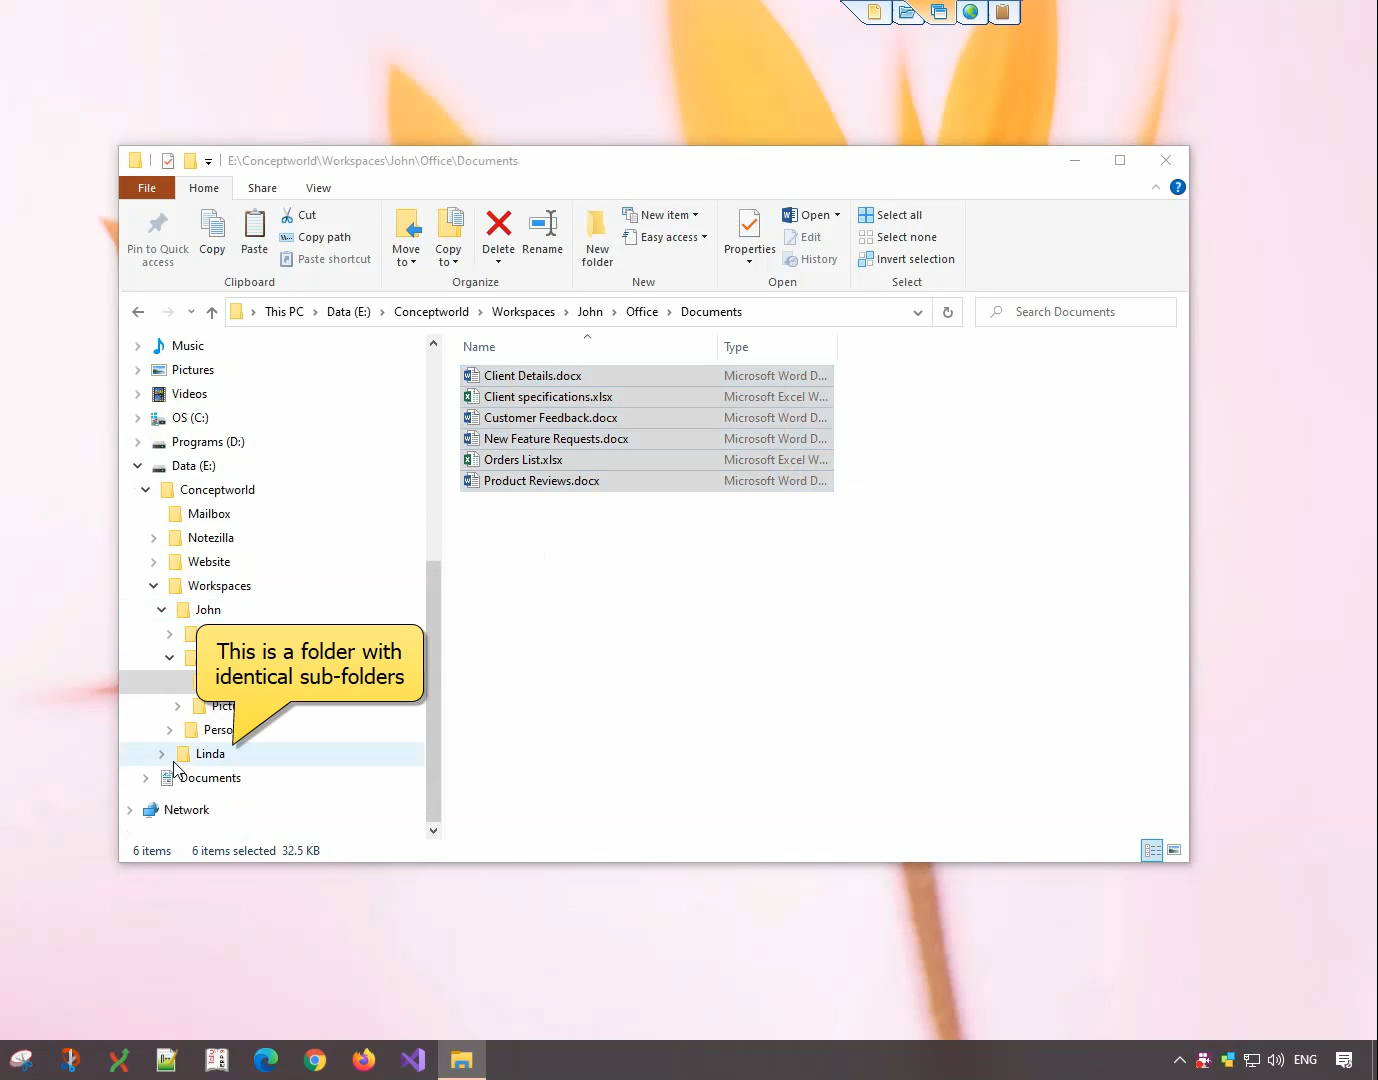 E:\Conceptworld\Workspaces\John\Office\Documents
File
Home
Share
View
Pin to Quick
access
Copy
Paste
Cut
Copy path
Paste shortcut
Clipboard
Move
to
Copy
to
Delete
Rename
Organize
New
folder
New item
Easy access
New
Properties
Open
Edit
History
Open
Select all
Select none
Invert selection
Select
This PC
Data (E:)
Conceptworld
Workspaces
John
Office
Documents
Search Documents
Music
Pictures
Videos
OS (C:)
Programs (D:)
Data (E:)
Conceptworld
Mailbox
Notezilla
Website
Workspaces
John
This is a folder with
identical sub-folders
Linda
Documents
Network
Name
Type
Client Details.docx
Microsoft Word D...
Client specifications.xlsx
Microsoft Excel W...
Customer Feedback.docx
Microsoft Word D...
New Feature Requests.docx
Microsoft Word D...
Orders List.xlsx
Microsoft Excel W...
Product Reviews.docx
Microsoft Word D...
6 items
6 items selected 32.5 KB
ENG